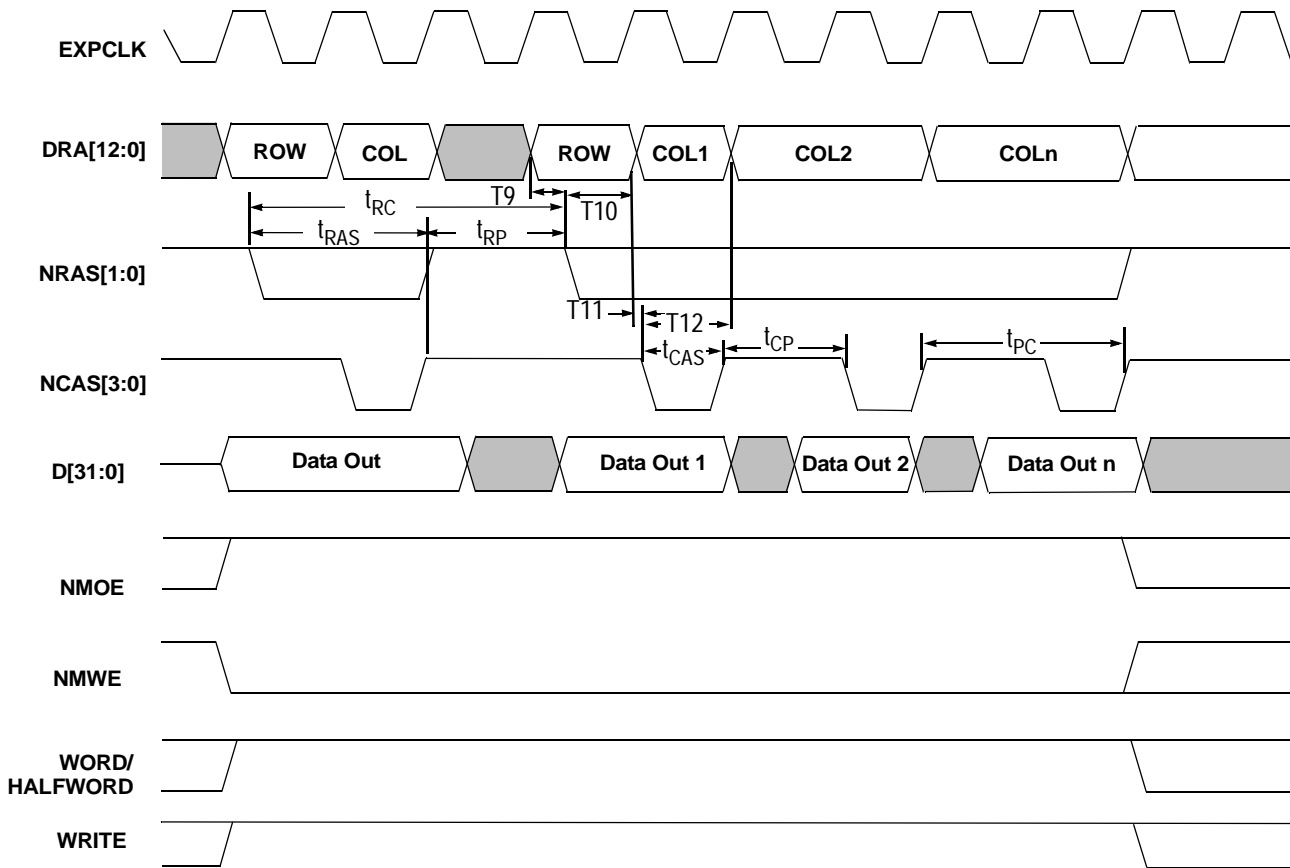 EXPCLK
DRA[12:0] ROW COL ROW COL1 COL2 COLn
tRC T9 T10
tRAS tRP
NRAS[1:0]
T11 T12
tCAS tCP tPC
NCAS[3:0]
D[31:0] Data Out Data Out 1 Data Out 2 Data Out n
NMOE
NMWE
WORD/
HALFWORD
WRITE